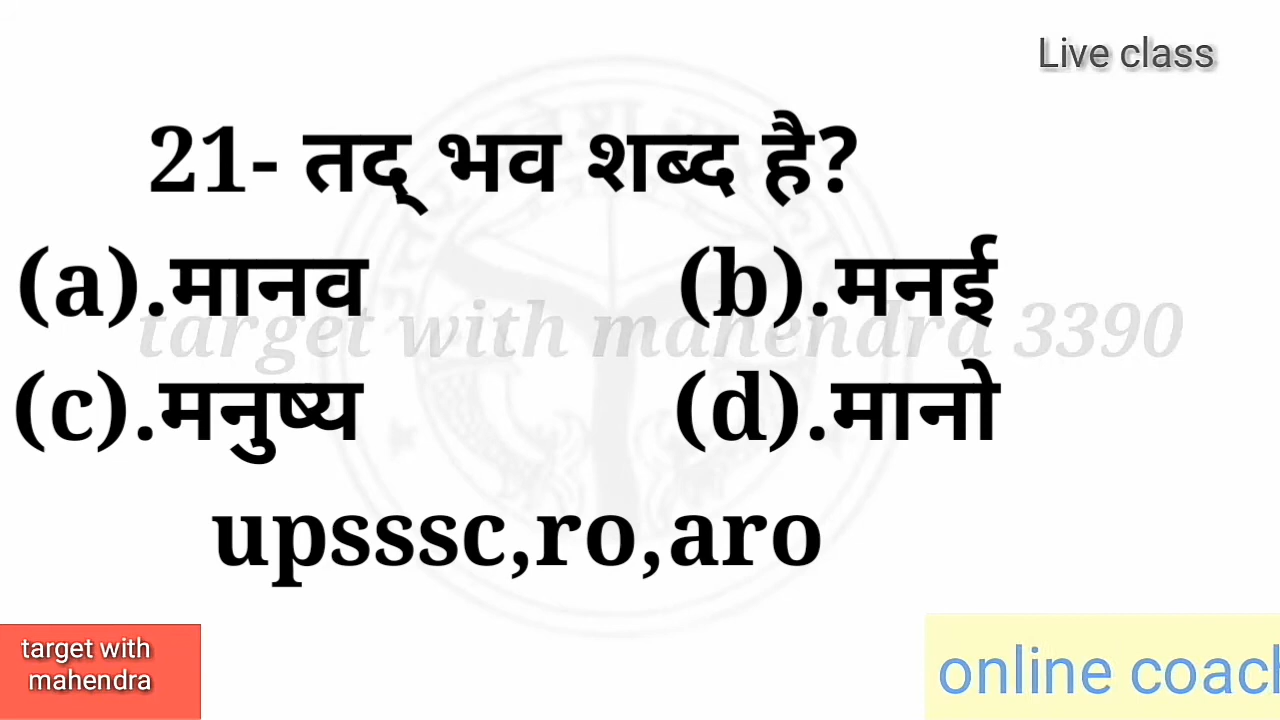 Live class
21- तद् भव शब्द है?
(a).मानव (b).मनई
target with mahendra 3390
(c).मनुष्य (d).मानो
upsssc,ro,aro
target with
mahendra
online coach